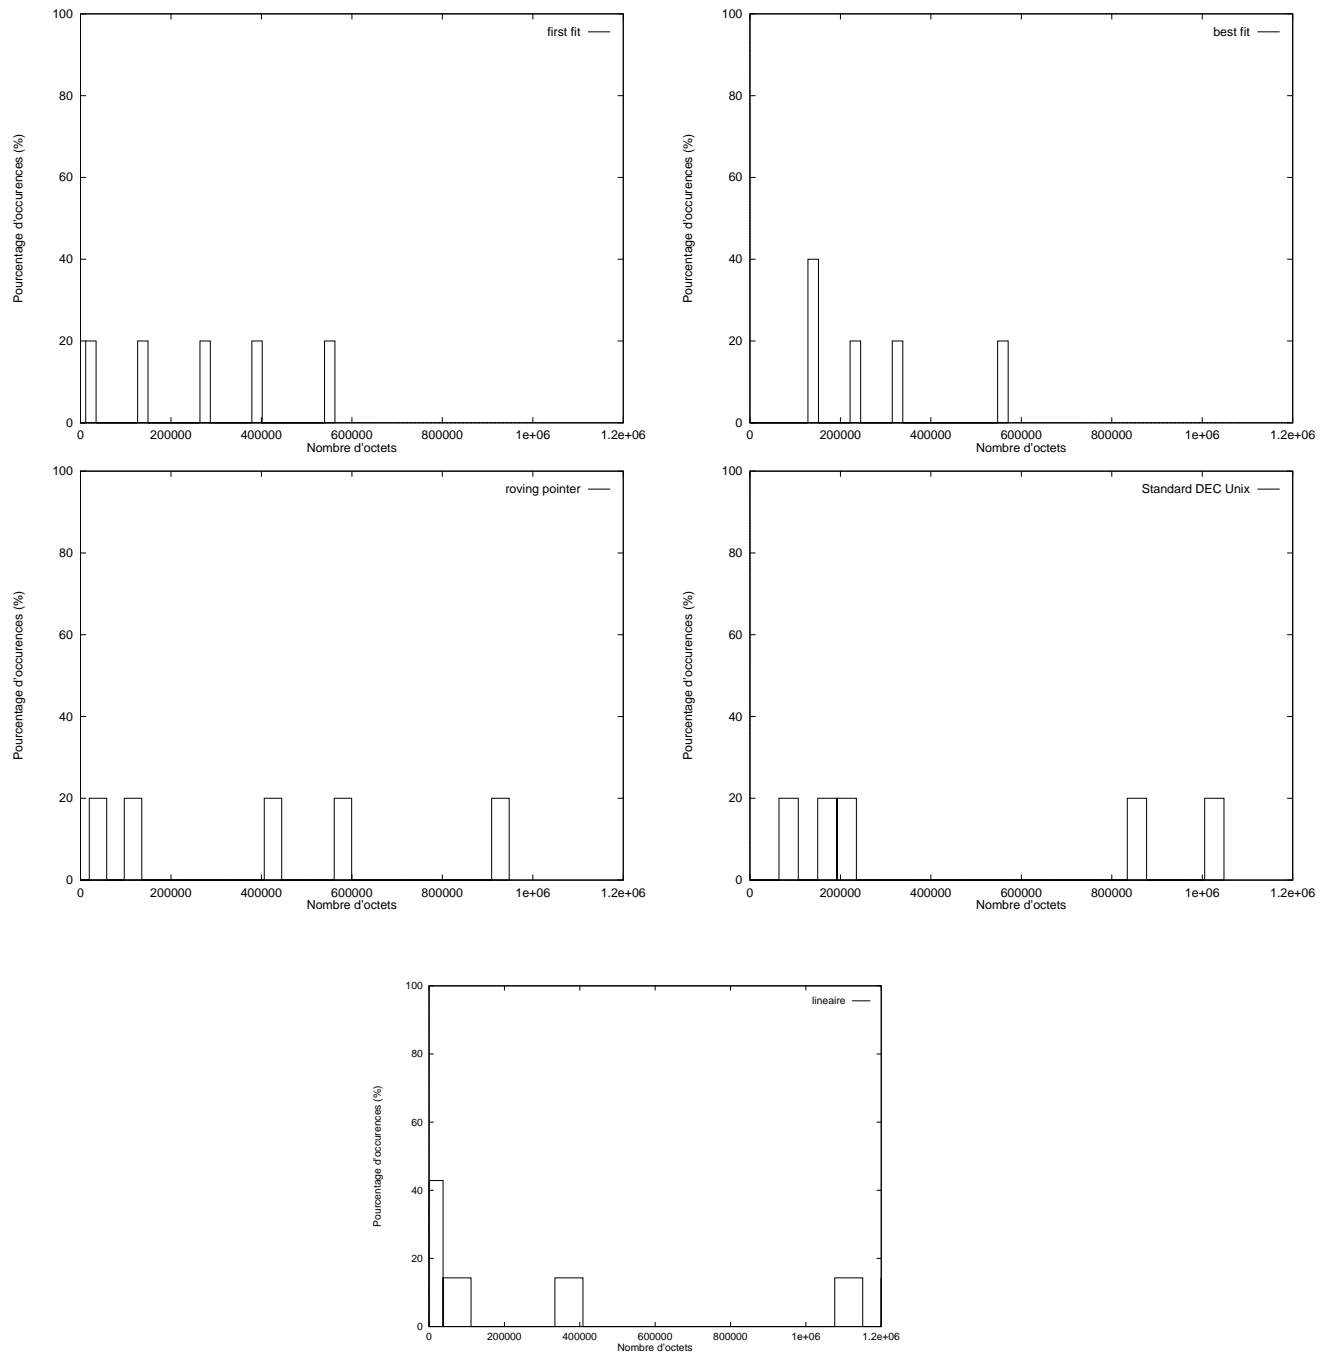 first fit
100
80
60
40
20
0
Pourcentage d'occurences (%)
0 200000 400000 600000 800000 1e+06 1.2e+06
Nombre d'octets
best fit
100
80
60
40
20
0
Pourcentage d'occurences (%)
0 200000 400000 600000 800000 1e+06 1.2e+06
Nombre d'octets
roving pointer
100
80
60
40
20
0
Pourcentage d'occurences (%)
0 200000 400000 600000 800000 1e+06 1.2e+06
Nombre d'octets
Standard DEC Unix
100
80
60
40
20
0
Pourcentage d'occurences (%)
0 200000 400000 600000 800000 1e+06 1.2e+06
Nombre d'octets
lineaire
100
80
60
40
20
0
Pourcentage d'occurences (%)
0 200000 400000 600000 800000 1e+06 1.2e+06
Nombre d'octets